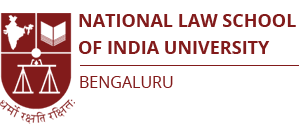 NATIONAL LAW SCHOOL
OF INDIA UNIVERSITY
BENGALURU
धर्मो रक्षति रक्षितः